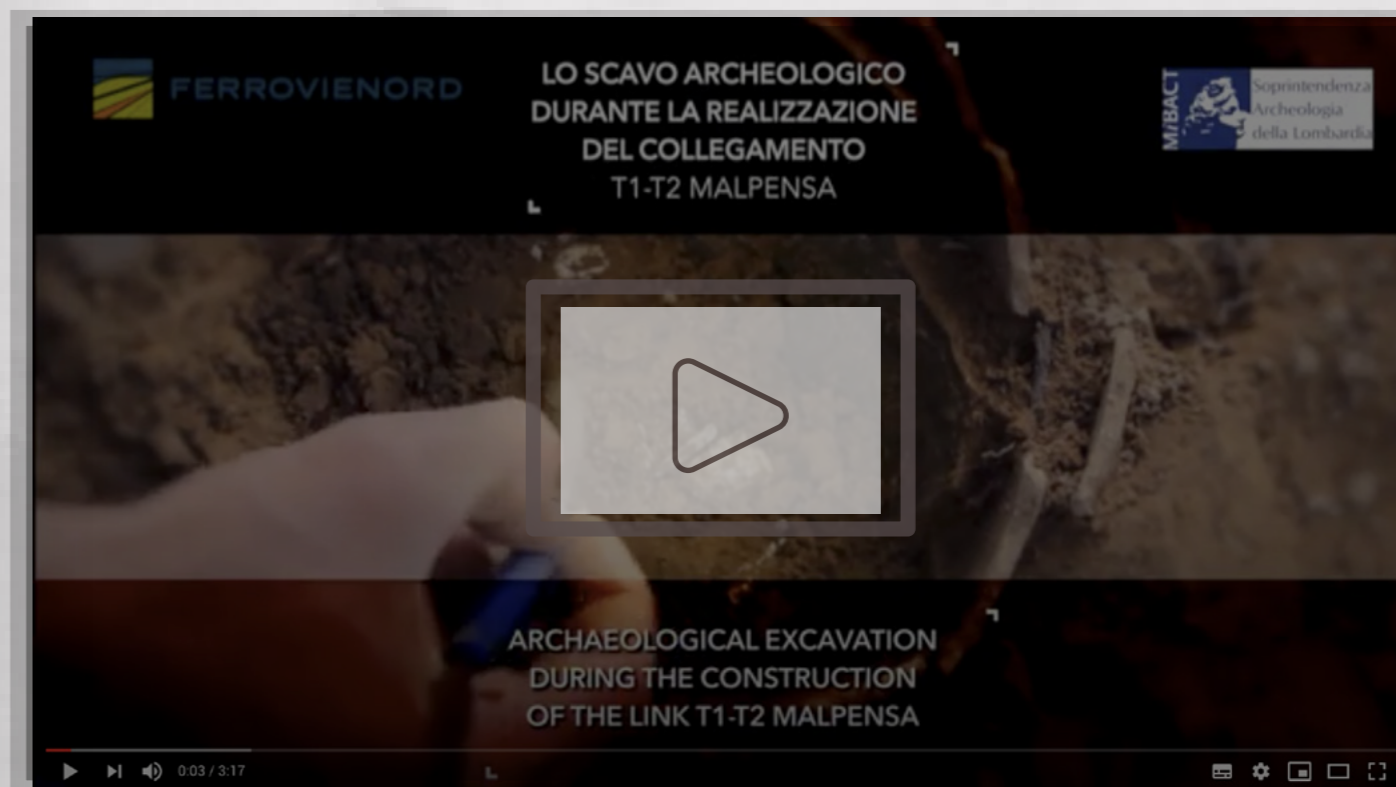 FERROVIENORD
LO SCAVO ARCHEOLOGICO
DURANTE LA REALIZZAZIONE
DEL COLLEGAMENTO
T1-T2 MALPENSA
MiBACT
Soprintendenza
Archeologia
della Lombardia
ARCHAEOLOGICAL EXCAVATION
DURING THE CONSTRUCTION
OF THE LINK T1-T2 MALPENSA
0:03 / 3:17